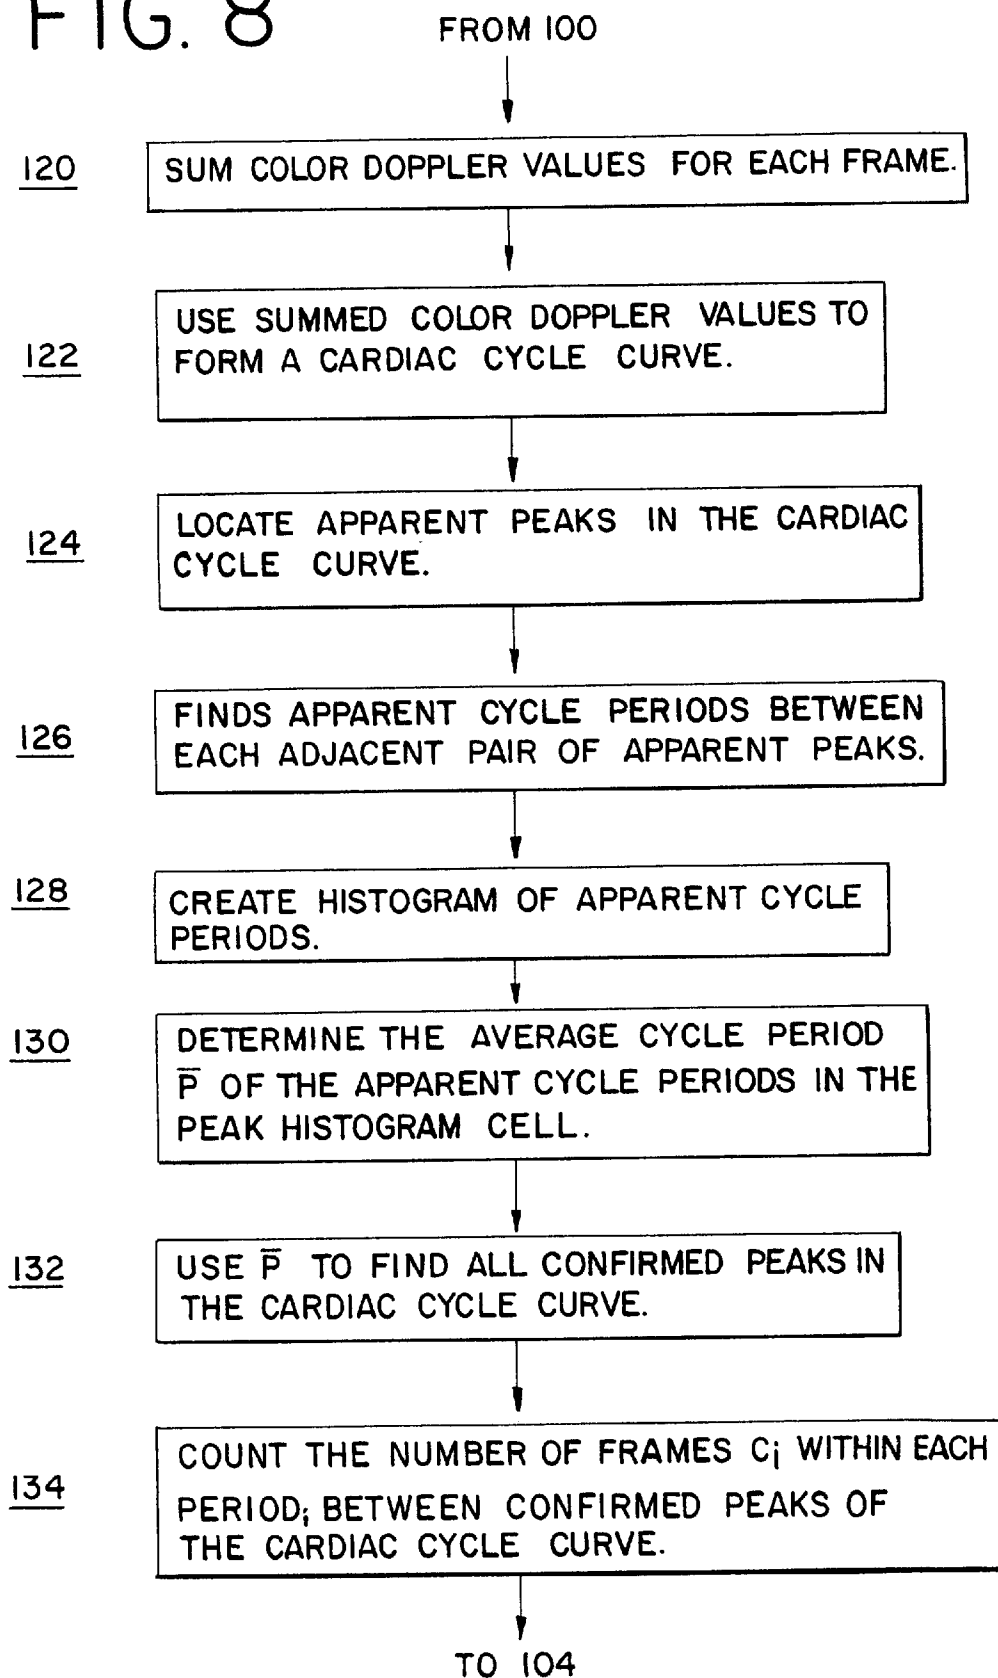 FIG. 8
FROM 100
120
SUM COLOR DOPPLER VALUES FOR EACH FRAME.
122
USE SUMMED COLOR DOPPLER VALUES TO
FORM A CARDIAC CYCLE CURVE.
124
LOCATE APPARENT PEAKS IN THE CARDIAC
CYCLE CURVE.
126
FINDS APPARENT CYCLE PERIODS BETWEEN
EACH ADJACENT PAIR OF APPARENT PEAKS.
128
CREATE HISTOGRAM OF APPARENT CYCLE
PERIODS.
130
DETERMINE THE AVERAGE CYCLE PERIOD
P̅ OF THE APPARENT CYCLE PERIODS IN THE
PEAK HISTOGRAM CELL.
132
USE P̅ TO FIND ALL CONFIRMED PEAKS IN
THE CARDIAC CYCLE CURVE.
134
COUNT THE NUMBER OF FRAMES Cᵢ WITHIN EACH
PERIODᵢ BETWEEN CONFIRMED PEAKS OF
THE CARDIAC CYCLE CURVE.
TO 104